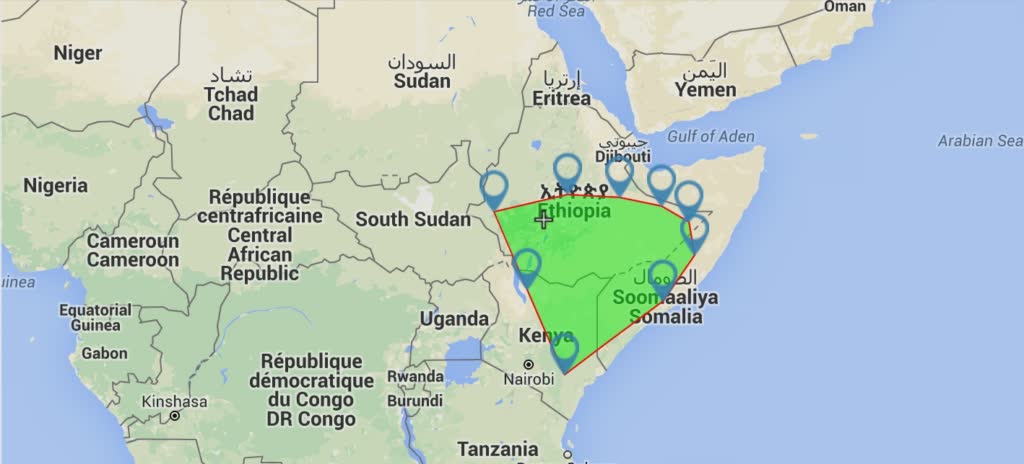 Oman
Red Sea
Niger
السودان
Sudan
تشاد
Tchad
Chad
إرتريا
Eritrea
اليَمَن
Yemen
Gulf of Aden
Arabian Sea
جيبوتي
Djibouti
Nigeria
ኢትዮጵያ
Ethiopia
République
centrafricaine
Central
African
Republic
South Sudan
Cameroun
Cameroon
الصومال
Soomaaliya
Somalia
Equatorial
Guinea
Gabon
Uganda
Kenya
Nairobi
République
démocratique
du Congo
DR Congo
Rwanda
Burundi
Kinshasa
Tanzania